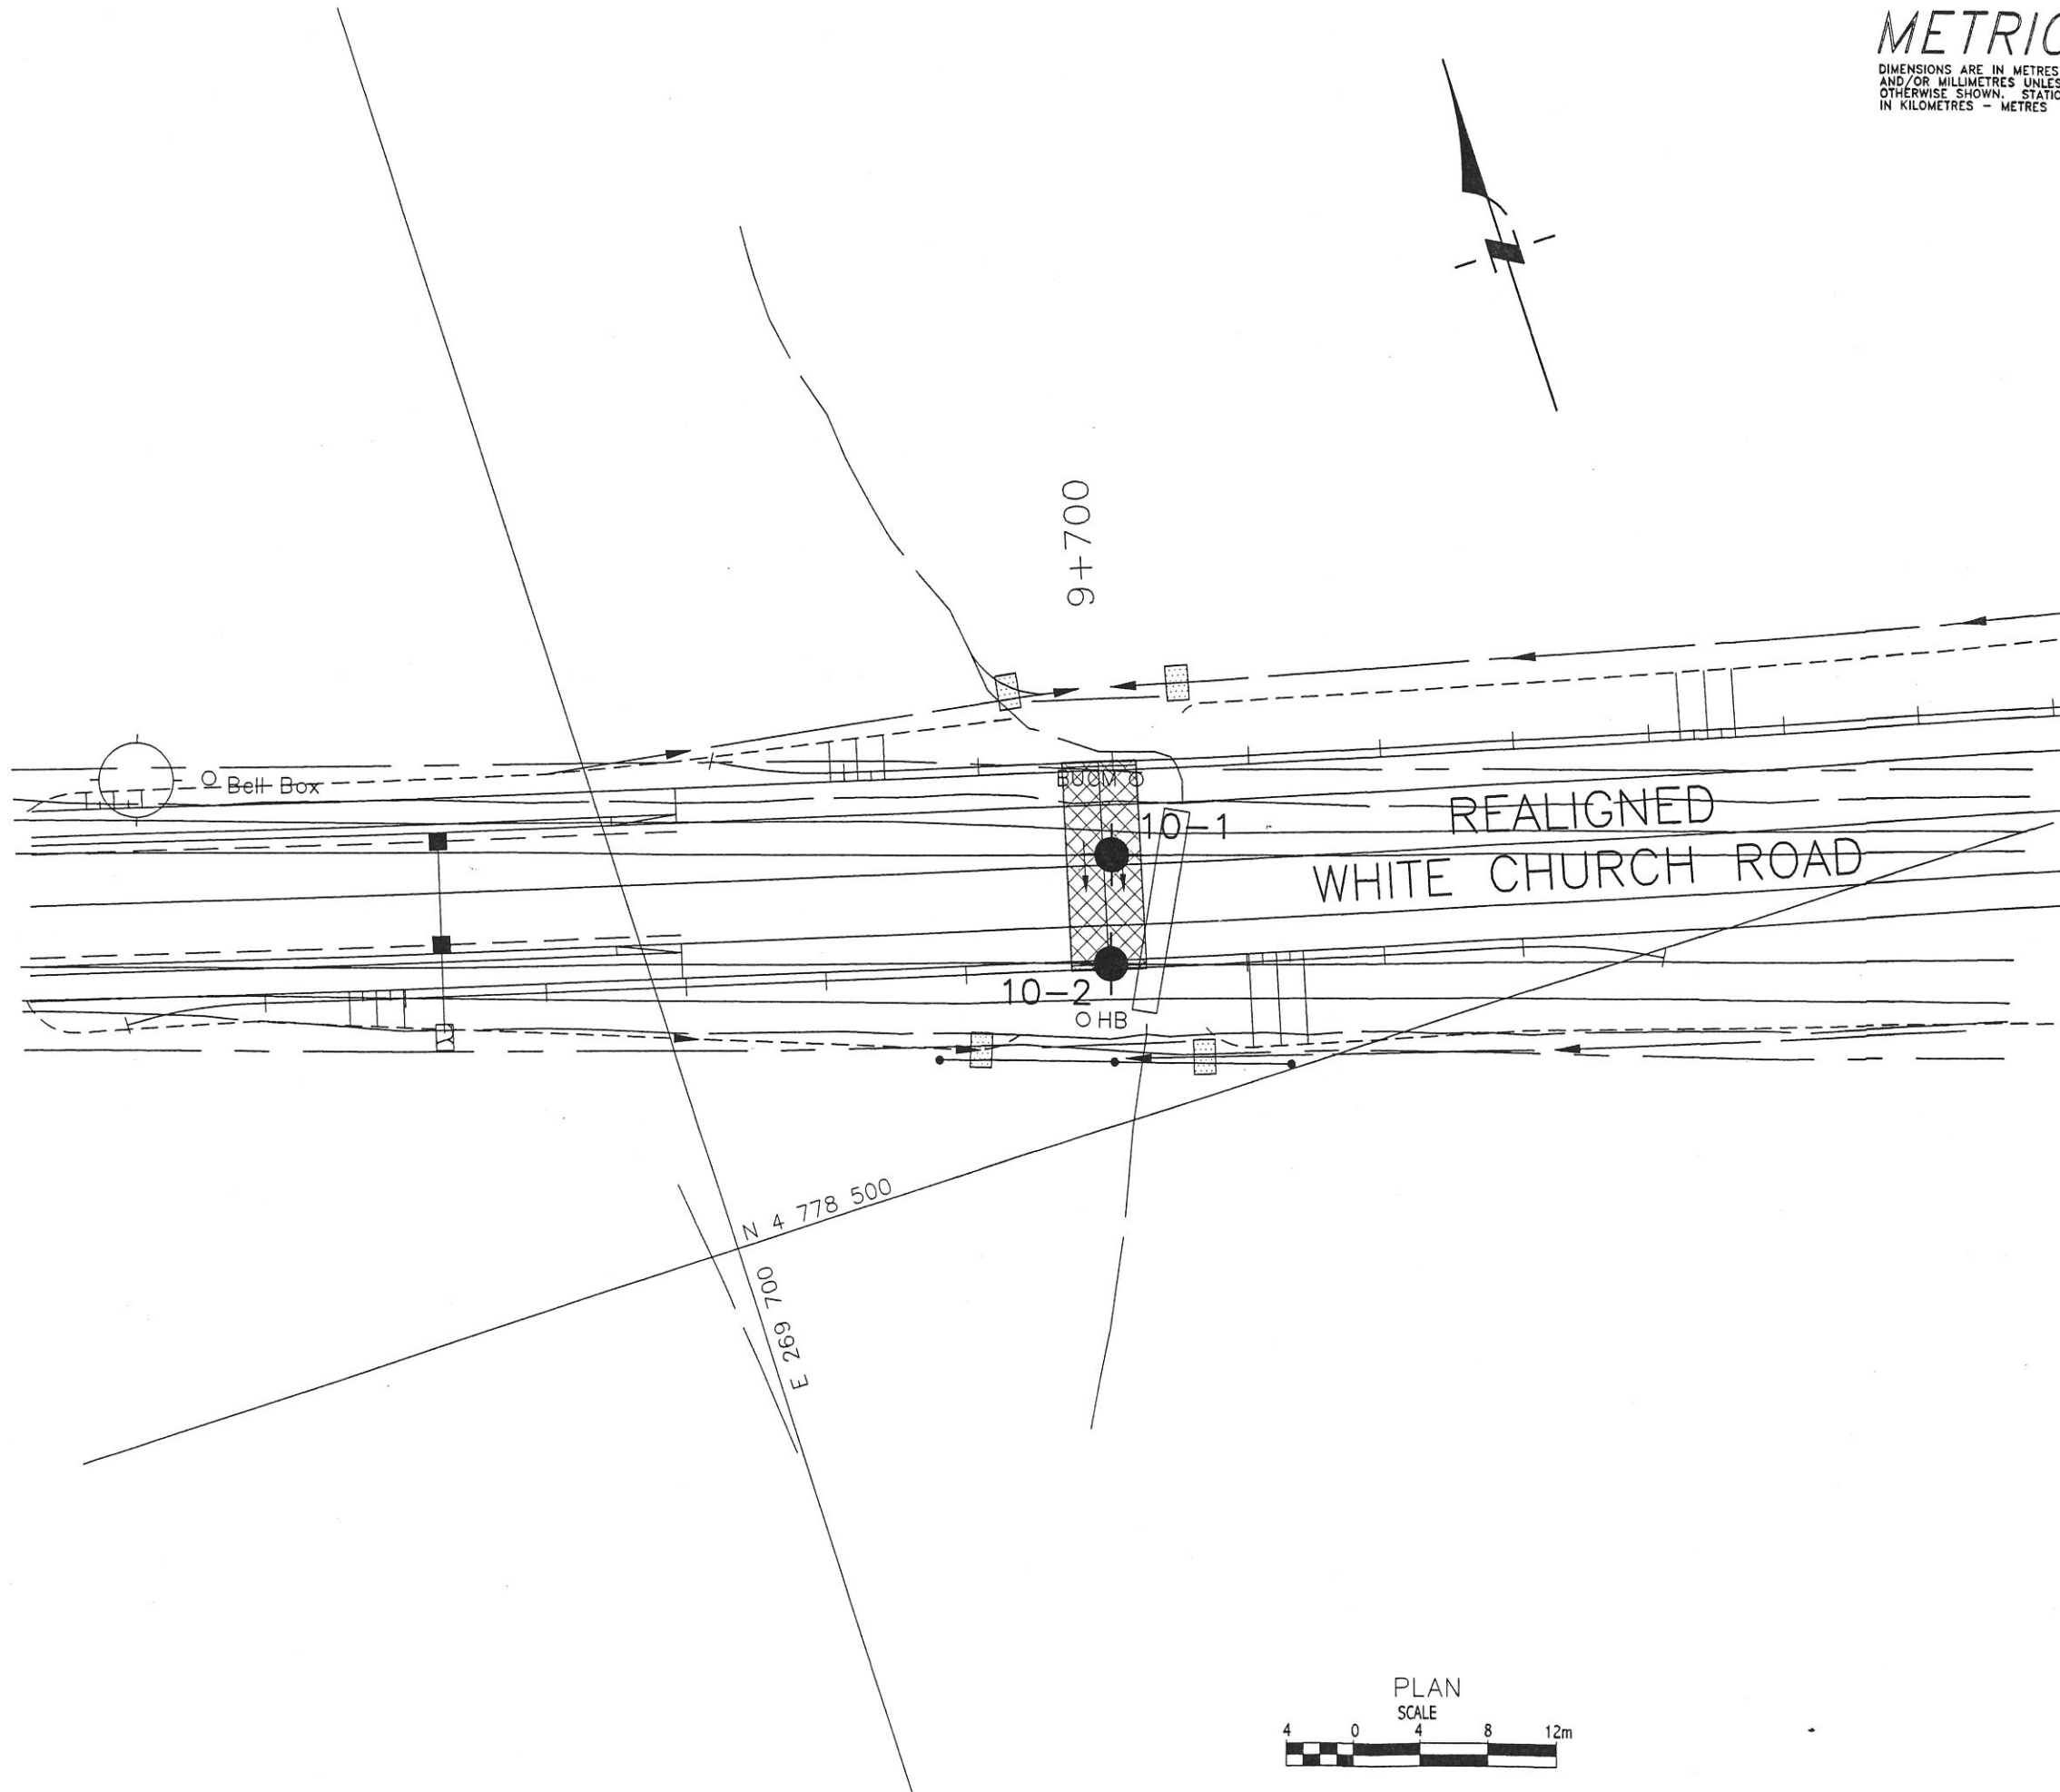 METRIC
DIMENSIONS ARE IN METRES
AND/OR MILLIMETRES UNLES
OTHERWISE SHOWN. STATIO
IN KILOMETRES - METRES
9+700
Bell Box
10-1
REALIGNED
WHITE CHURCH ROAD
10-2
HB
N 4 778 500
E 269 700
PLAN
SCALE
4 0 4 8 12m